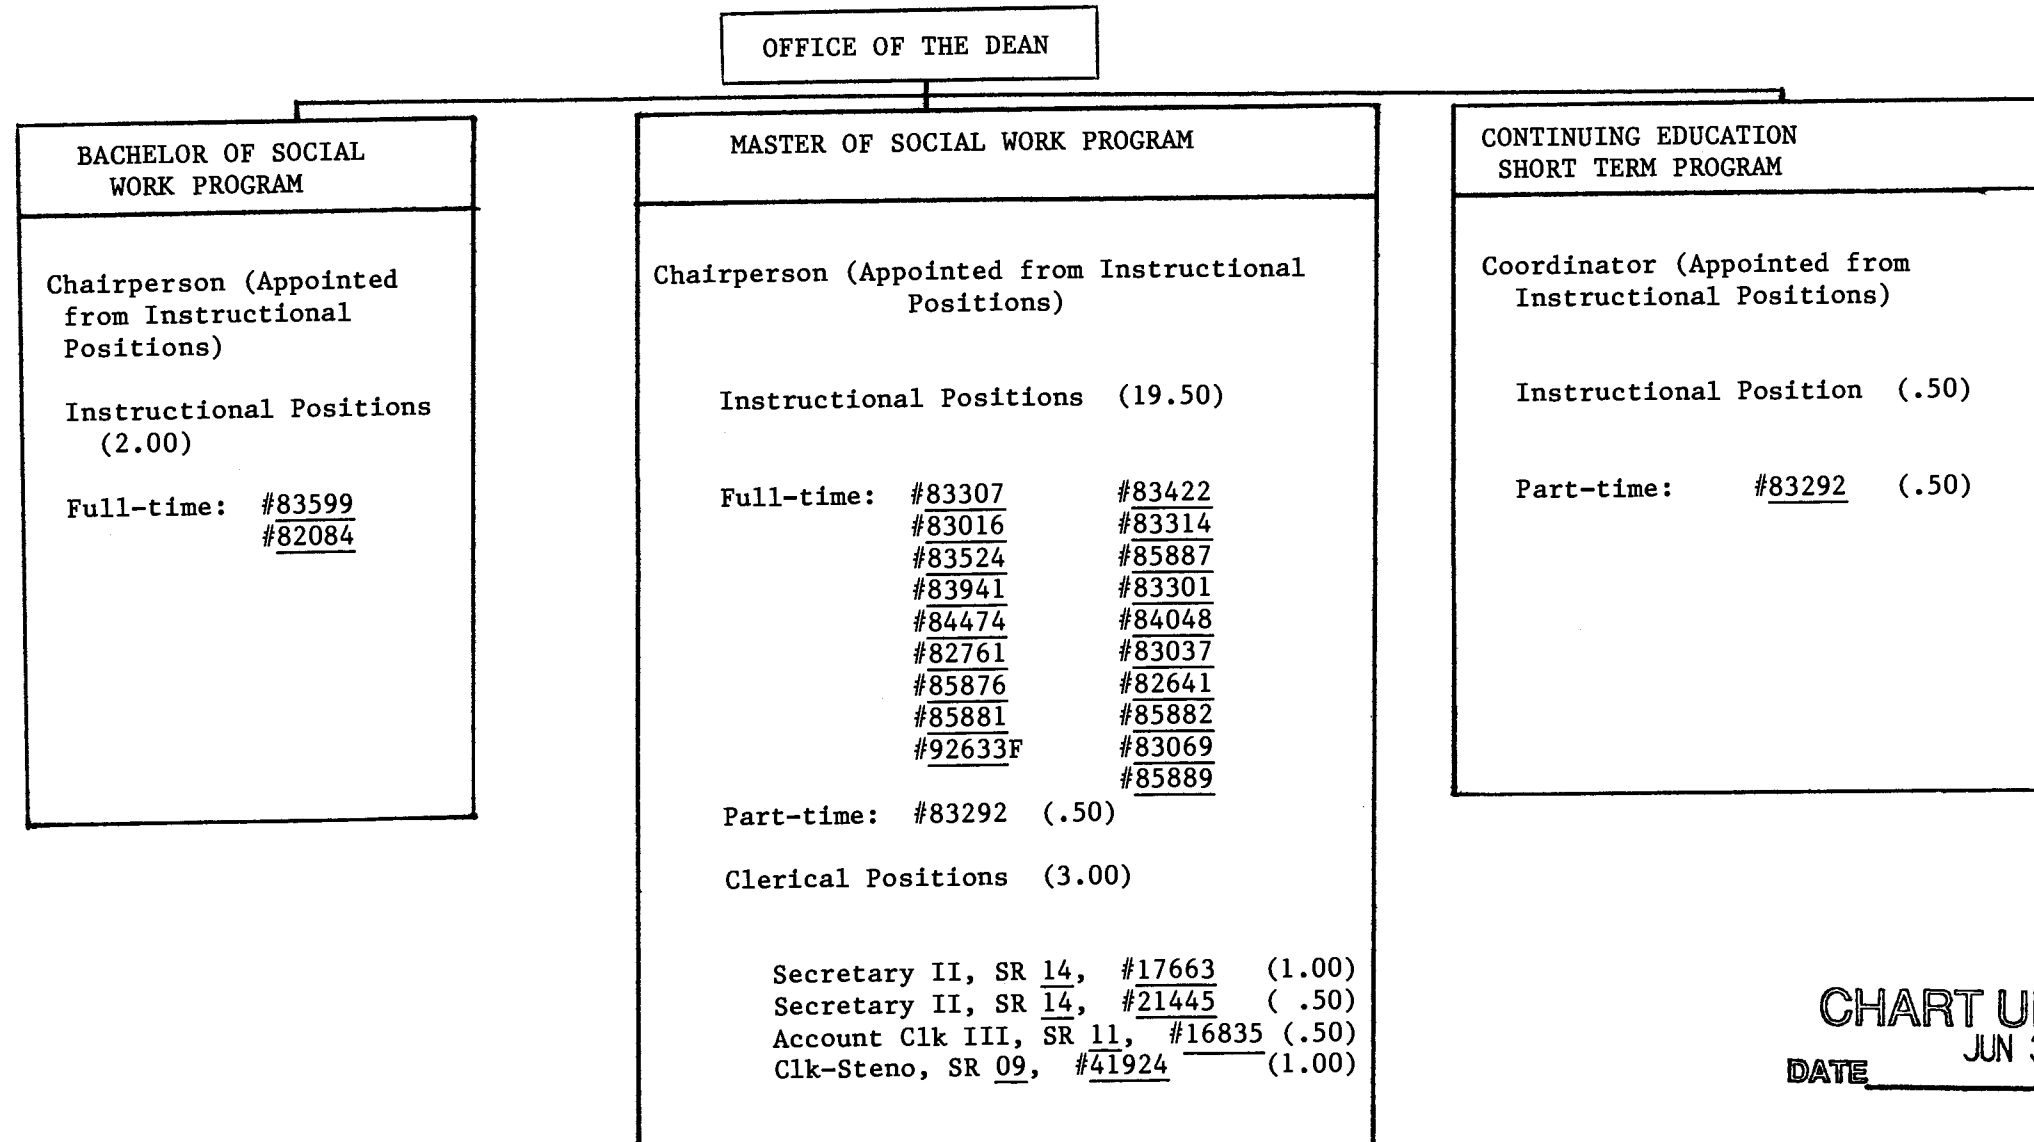 OFFICE OF THE DEAN
BACHELOR OF SOCIAL
WORK PROGRAM
Chairperson (Appointed
from Instructional
Positions)
Instructional Positions
(2.00)
Full-time: #83599
#82084
MASTER OF SOCIAL WORK PROGRAM
Chairperson (Appointed from Instructional
Positions)
Instructional Positions (19.50)
Full-time: #83307 #83422
#83016 #83314
#83524 #85887
#83941 #83301
#84474 #84048
#82761 #83037
#85876 #82641
#85881 #85882
#92633F #83069
#85889
Part-time: #83292 (.50)
Clerical Positions (3.00)
Secretary II, SR 14, #17663 (1.00)
Secretary II, SR 14, #21445 ( .50)
Account Clk III, SR 11, #16835 (.50)
Clk-Steno, SR 09, #41924 (1.00)
CONTINUING EDUCATION
SHORT TERM PROGRAM
Coordinator (Appointed from
Instructional Positions)
Instructional Position (.50)
Part-time: #83292 (.50)
CHART
JUN
DATE